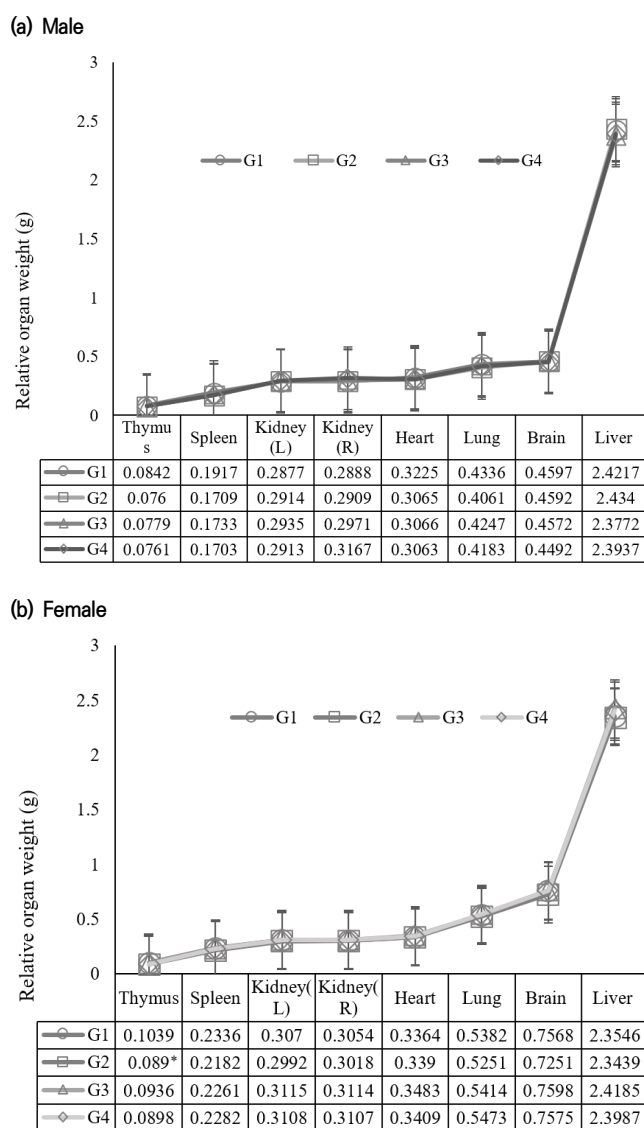 (a) Male
3
2.5
2
1.5
1
0.5
0
Relative organ weight (g)
G1 G2 G3 G4
Thymu
s Spleen Kidney
(L) Kidney
(R) Heart Lung Brain Liver
G1 0.0842 0.1917 0.2877 0.2888 0.3225 0.4336 0.4597 2.4217
G2 0.076 0.1709 0.2914 0.2909 0.3065 0.4061 0.4592 2.434
G3 0.0779 0.1733 0.2935 0.2971 0.3066 0.4247 0.4572 2.3772
G4 0.0761 0.1703 0.2913 0.3167 0.3063 0.4183 0.4492 2.3937
(b) Female
3
2.5
2
1.5
1
0.5
0
Relative organ weight (g)
G1 G2 G3 G4
Thymus Spleen Kidney(
L) Kidney(
R) Heart Lung Brain Liver
G1 0.1039 0.2336 0.307 0.3054 0.3364 0.5382 0.7568 2.3546
G2 0.089* 0.2182 0.2992 0.3018 0.339 0.5251 0.7251 2.3439
G3 0.0936 0.2261 0.3115 0.3114 0.3483 0.5414 0.7598 2.4185
G4 0.0898 0.2282 0.3108 0.3107 0.3409 0.5473 0.7575 2.3987